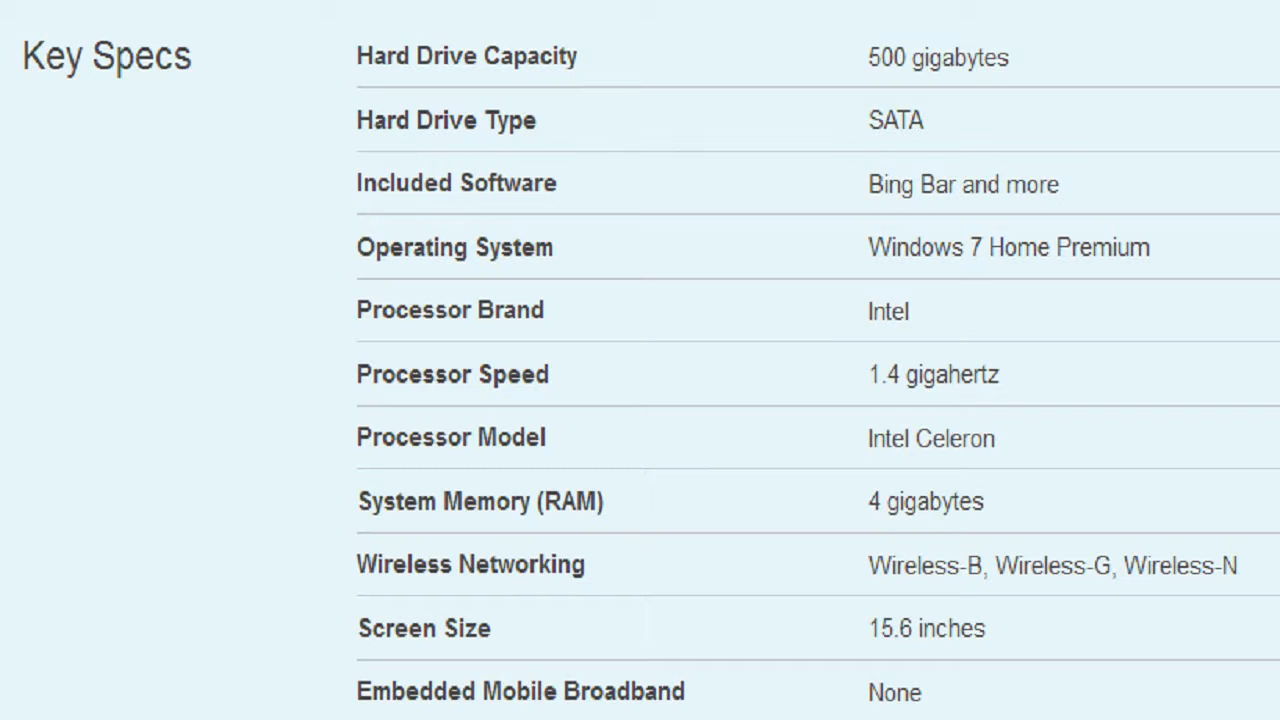 Key Specs
Hard Drive Capacity 500 gigabytes
Hard Drive Type SATA
Included Software Bing Bar and more
Operating System Windows 7 Home Premium
Processor Brand Intel
Processor Speed 1.4 gigahertz
Processor Model Intel Celeron
System Memory (RAM) 4 gigabytes
Wireless Networking Wireless-B, Wireless-G, Wireless-N
Screen Size 15.6 inches
Embedded Mobile Broadband None